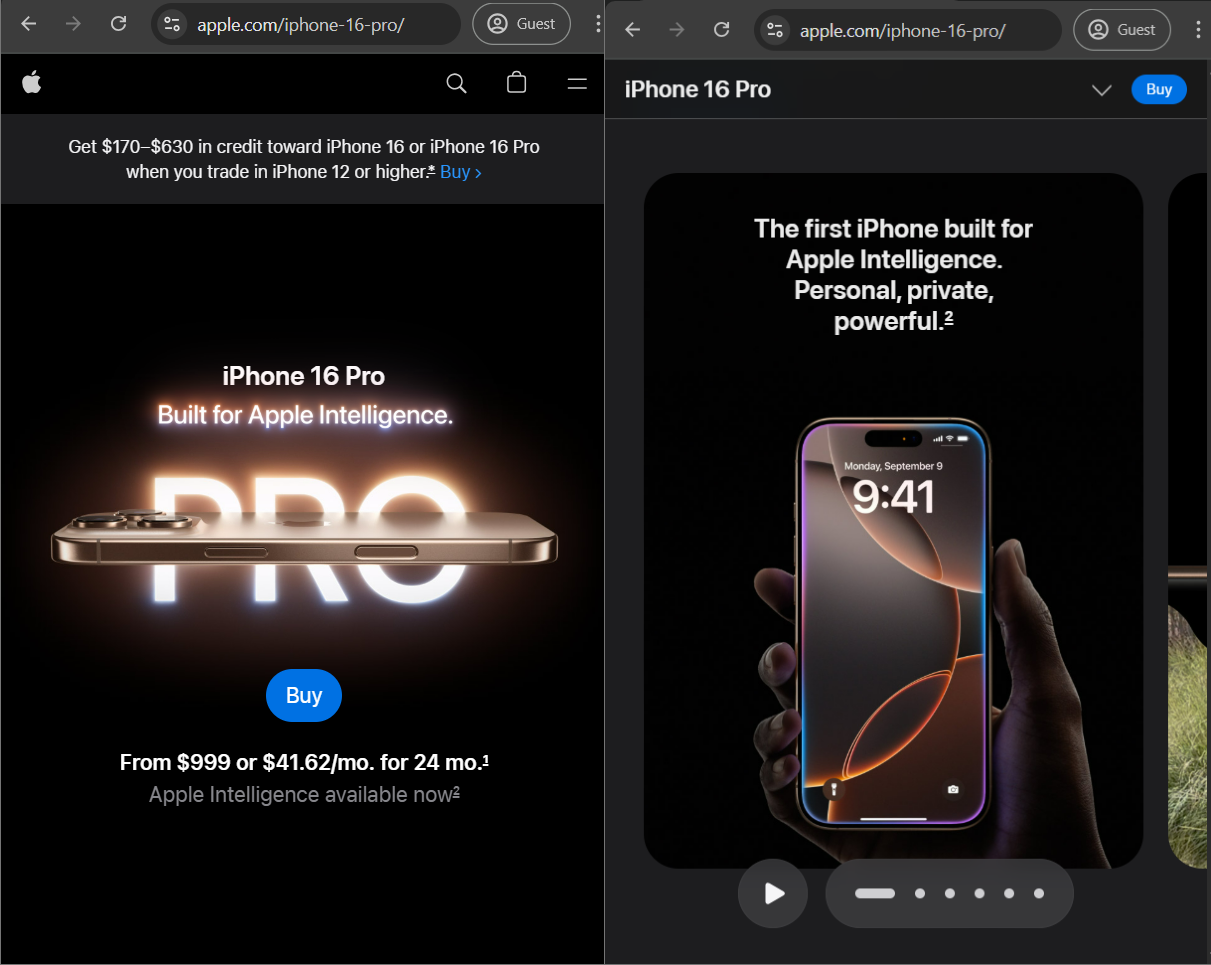 apple.com/iphone-16-pro/
Guest
Get $170–$630 in credit toward iPhone 16 or iPhone 16 Pro
when you trade in iPhone 12 or higher.* Buy >
iPhone 16 Pro
Built for Apple Intelligence.
PRO
Buy
From $999 or $41.62/mo. for 24 mo.¹
Apple Intelligence available now²
apple.com/iphone-16-pro/
Guest
iPhone 16 Pro
Buy
The first iPhone built for
Apple Intelligence.
Personal, private,
powerful.²
Monday, September 9
9:41